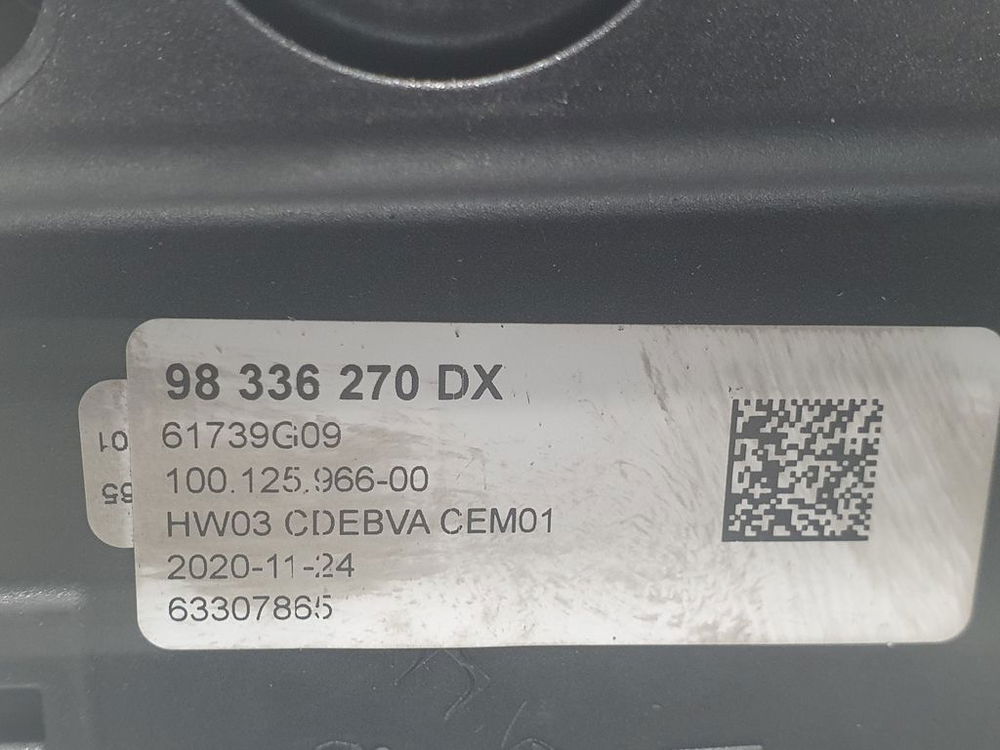 98 336 270 DX
61739G09
100.125.966-00
HW03 CDEBVA CEM01
2020-11-24
63307865